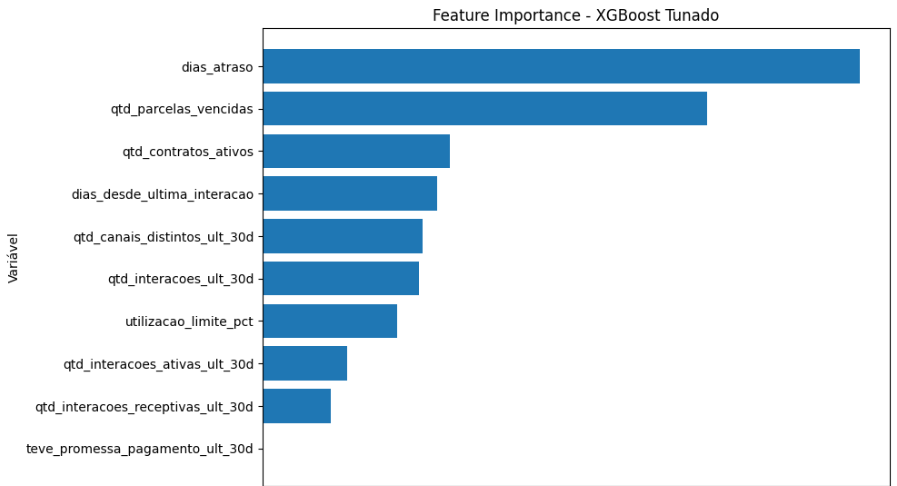 Feature Importance - XGBoost Tunado
dias_atraso
qtd_parcelas_vencidas
qtd_contratos_ativos
dias_desde_ultima_interacao
qtd_canais_distintos_ult_30d
qtd_interacoes_ult_30d
utilizacao_limite_pct
qtd_interacoes_ativas_ult_30d
qtd_interacoes_receptivas_ult_30d
teve_promessa_pagamento_ult_30d
Variável